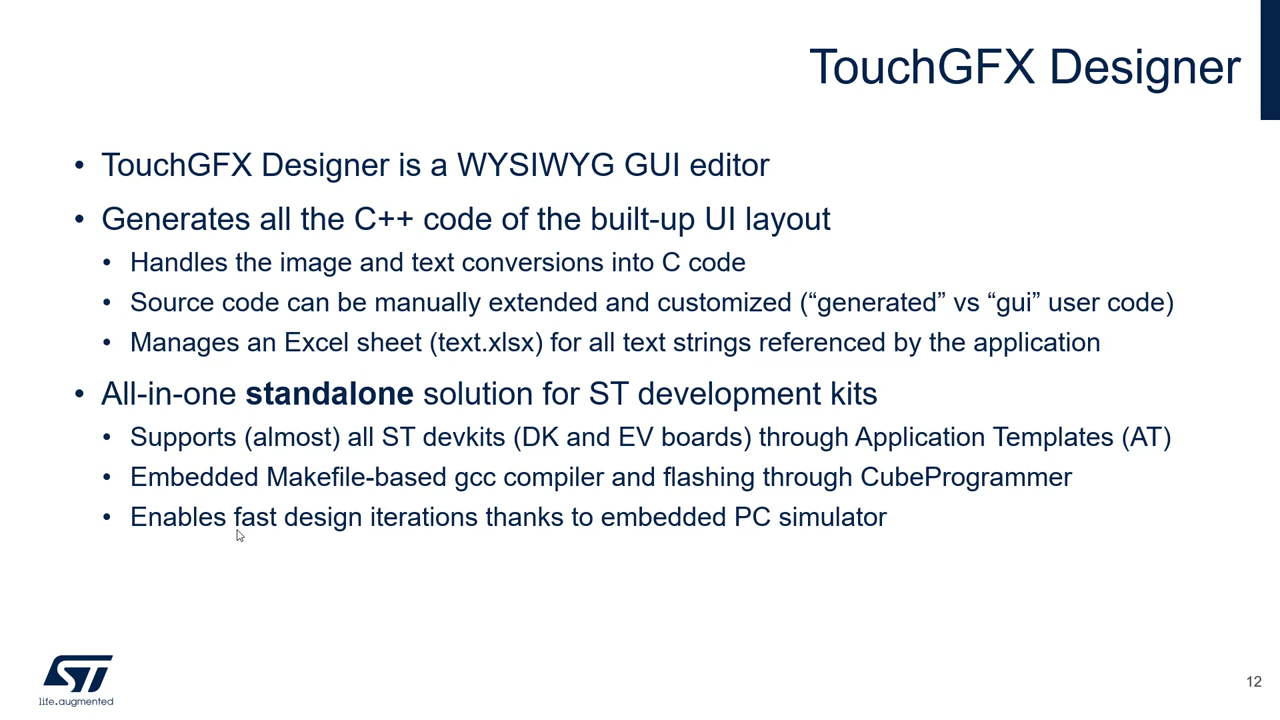 TouchGFX Designer
• TouchGFX Designer is a WYSIWYG GUI editor
• Generates all the C++ code of the built-up UI layout
• Handles the image and text conversions into C code
• Source code can be manually extended and customized (“generated” vs “gui” user code)
• Manages an Excel sheet (text.xlsx) for all text strings referenced by the application
• All-in-one standalone solution for ST development kits
• Supports (almost) all ST devkits (DK and EV boards) through Application Templates (AT)
• Embedded Makefile-based gcc compiler and flashing through CubeProgrammer
• Enables fast design iterations thanks to embedded PC simulator
ST
life.augmented
12